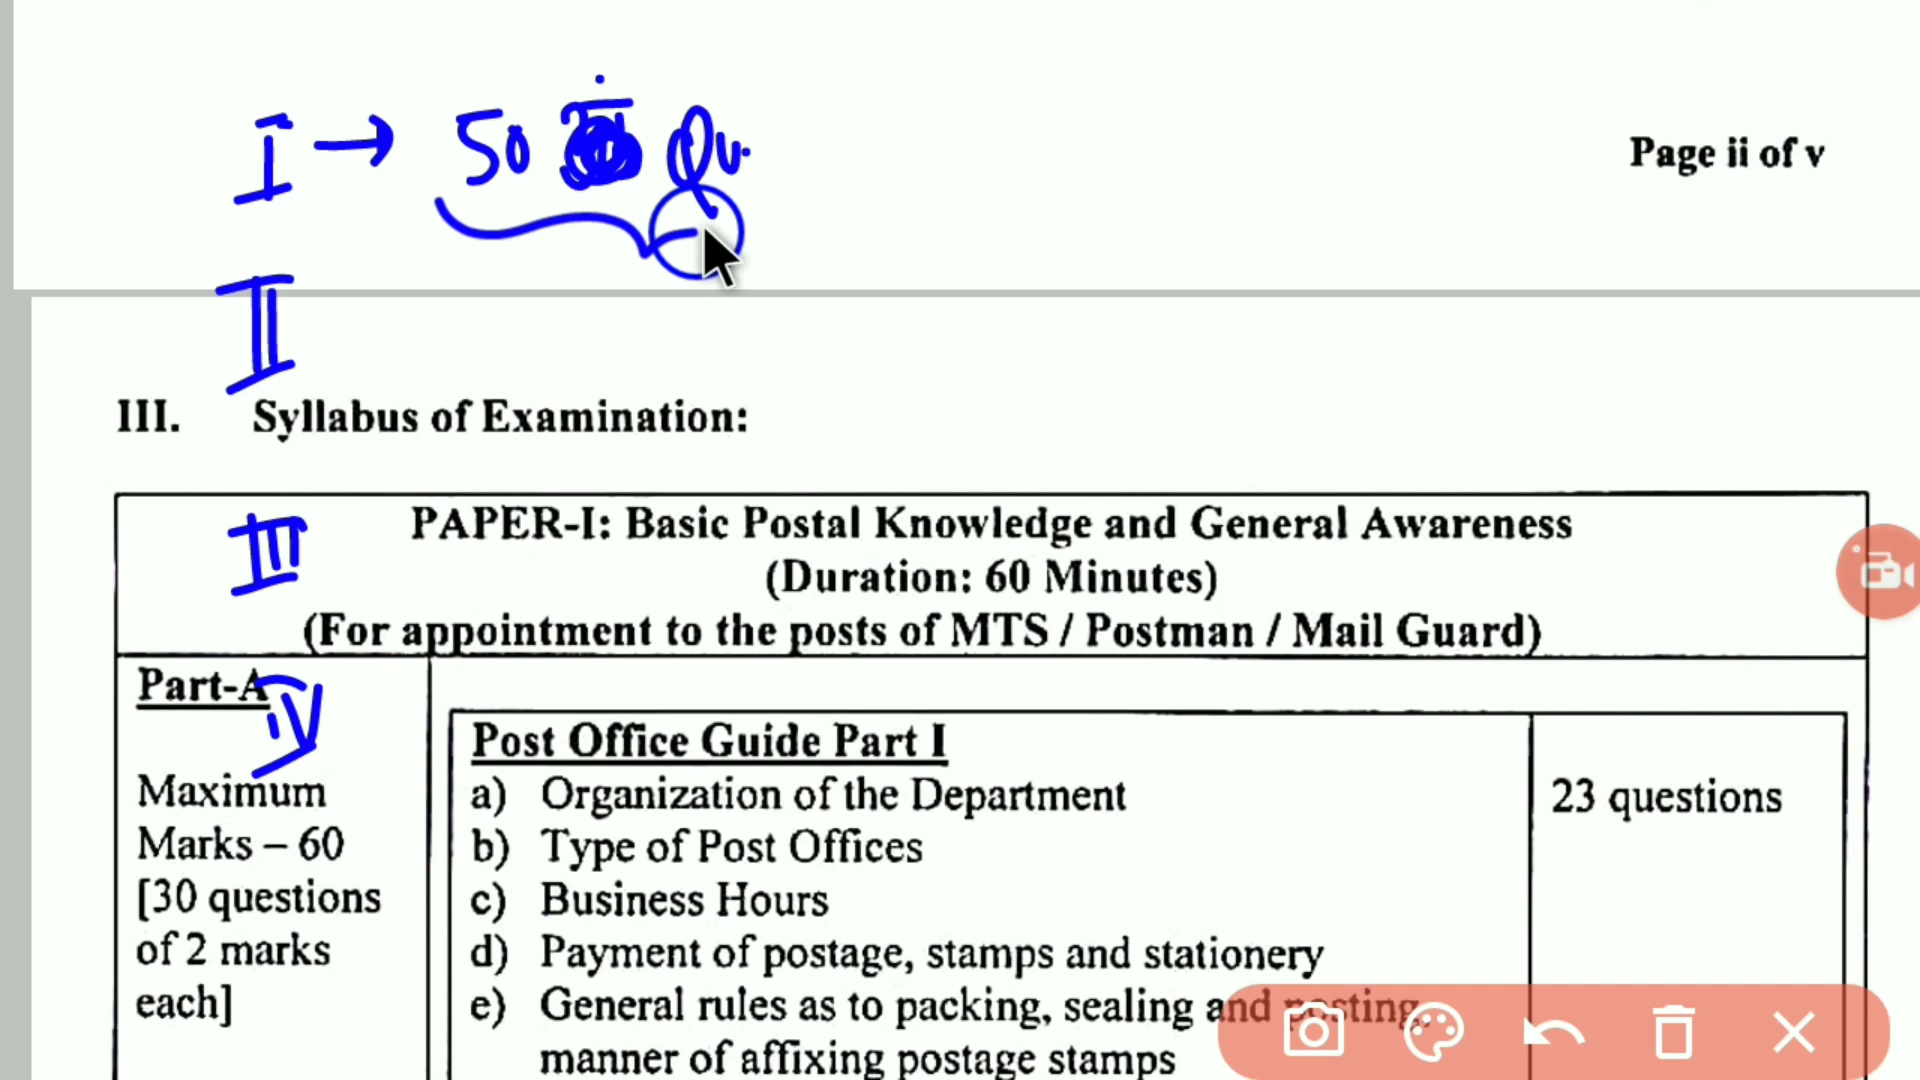 I → 50 Qu.
Page ii of v
II
III. Syllabus of Examination:
III
PAPER-I: Basic Postal Knowledge and General Awareness
(Duration: 60 Minutes)
(For appointment to the posts of MTS / Postman / Mail Guard)
Part-A
IV
Maximum
Marks – 60
[30 questions
of 2 marks
each]
Post Office Guide Part I
a) Organization of the Department
b) Type of Post Offices
c) Business Hours
d) Payment of postage, stamps and stationery
e) General rules as to packing, sealing and posting,
manner of affixing postage stamps
23 questions